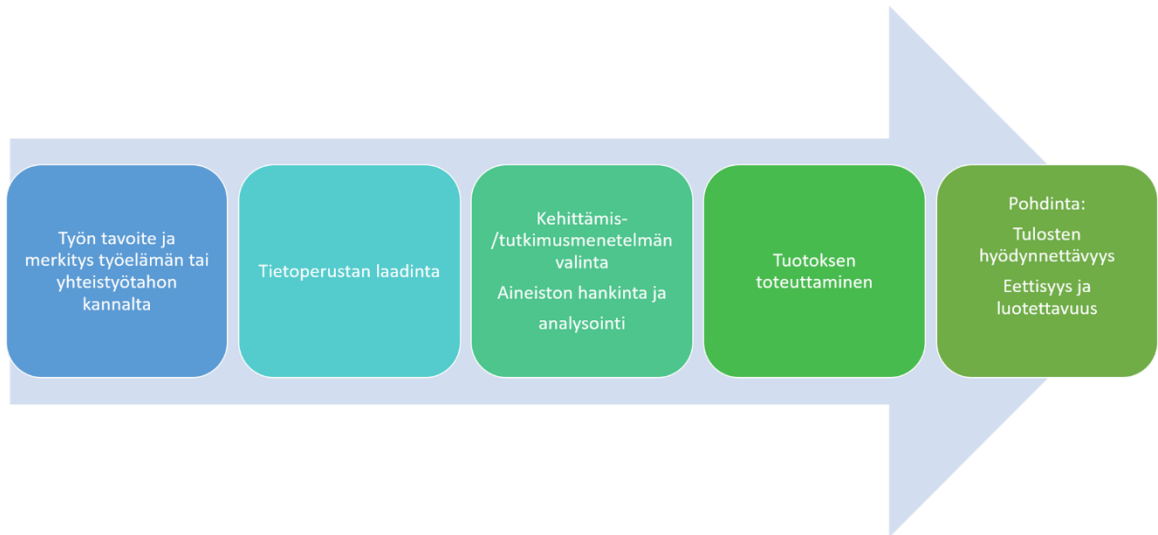 Työn tavoite ja
merkitys työelämän tai
yhteistyötahon
kannalta
Tietoperustan laadinta
Kehittämis-
/tutkimusmenetelmän
valinta
Aineiston hankinta ja
analysointi
Tuotoksen
toteuttaminen
Pohdinta:
Tulosten
hyödynnettävyys
Eettisyys ja
luotettavuus